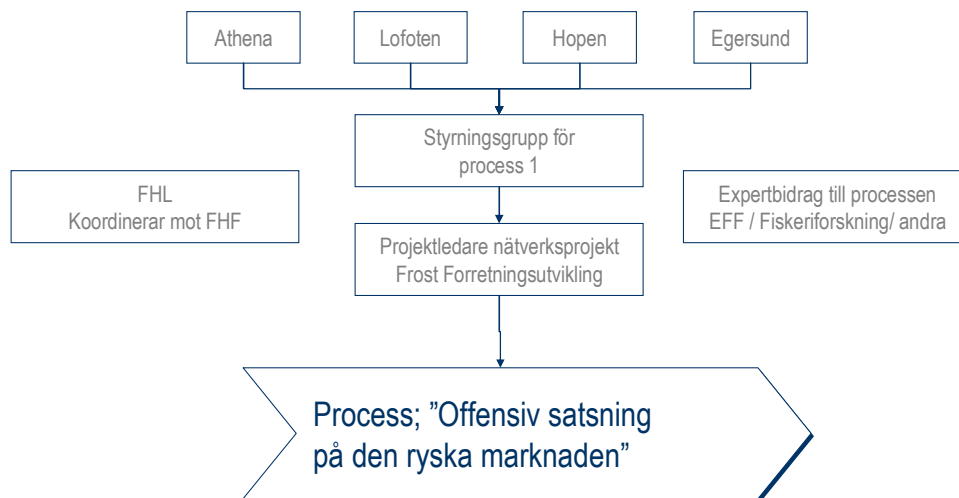 Athena
Lofoten
Hopen
Egersund
Styrningsgrupp för
process 1
FHL
Koordinerar mot FHF
Expertbidrag till processen
EFF / Fiskeriforskning/ andra
Projektledare nätverksprojekt
Frost Forretningsutvikling
Process; ”Offensiv satsning
på den ryska marknaden”